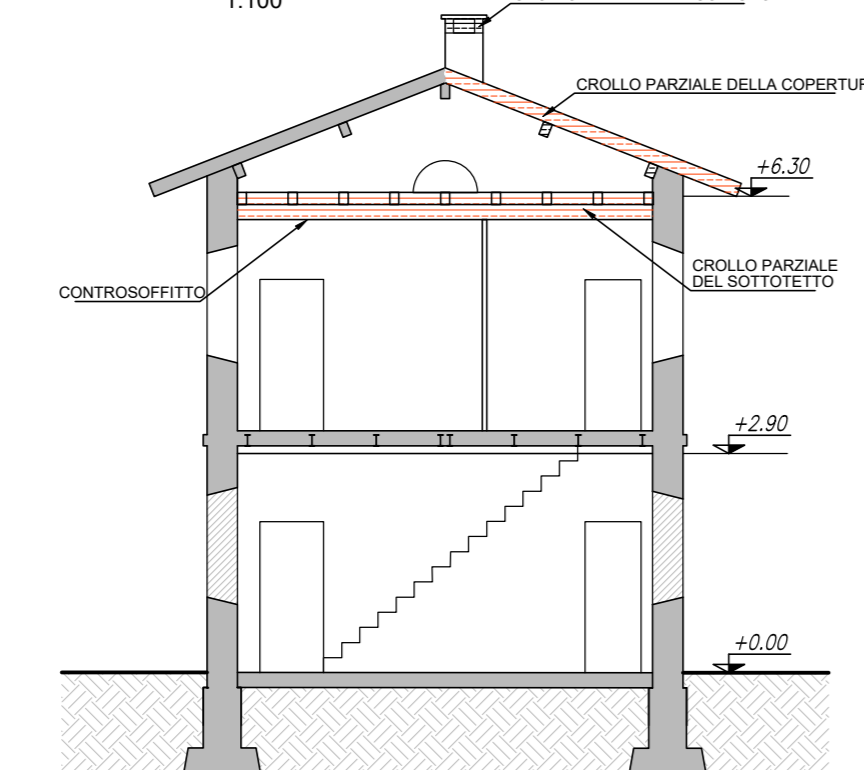 1:100
CROLLO PARZIALE DELLA COPERTUR
+6.30
CROLLO PARZIALE
DEL SOTTOTETTO
CONTROSOFFITTO
+2.90
+0.00